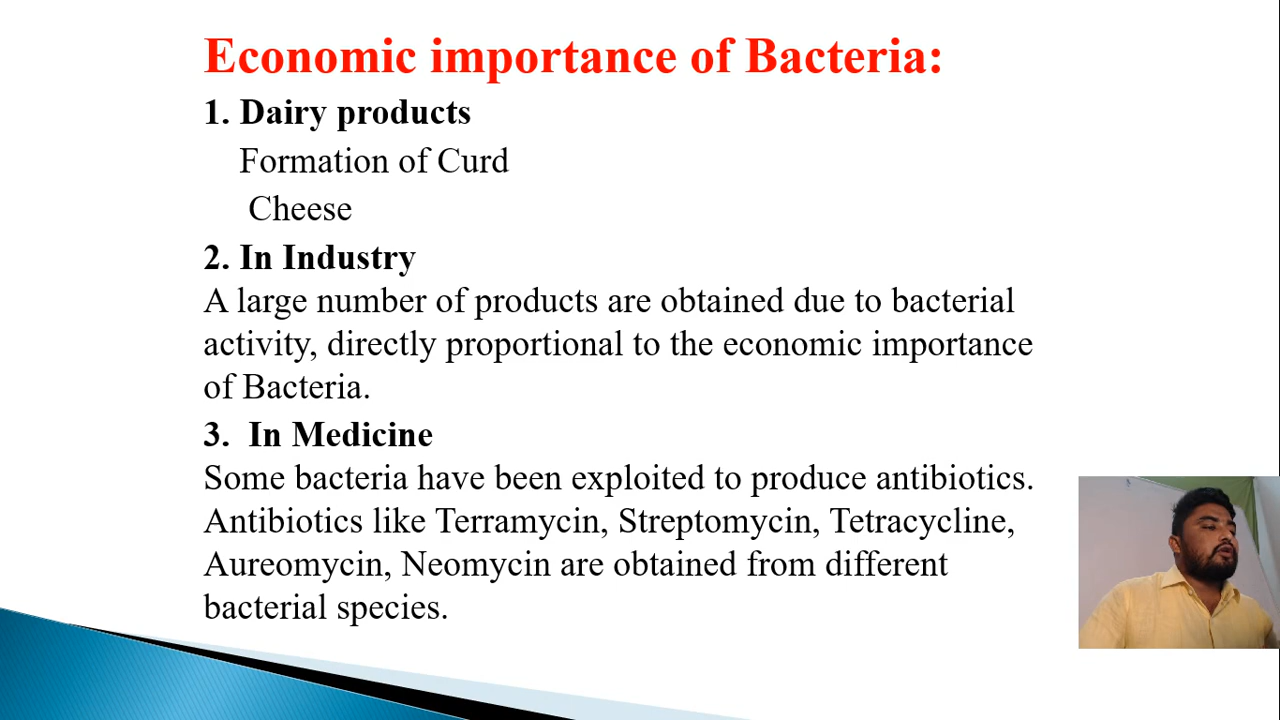 Economic importance of Bacteria:
1. Dairy products
Formation of Curd
Cheese
2. In Industry
A large number of products are obtained due to bacterial
activity, directly proportional to the economic importance
of Bacteria.
3. In Medicine
Some bacteria have been exploited to produce antibiotics.
Antibiotics like Terramycin, Streptomycin, Tetracycline,
Aureomycin, Neomycin are obtained from different
bacterial species.